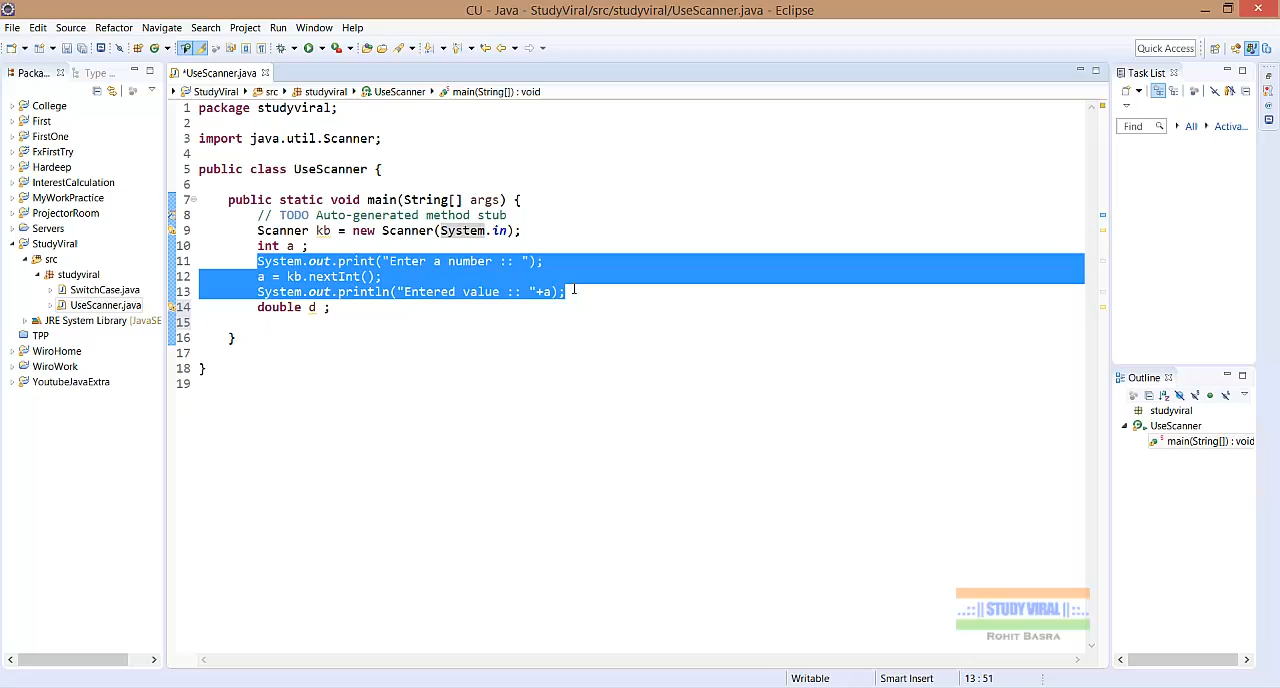 CU - Java - StudyViral/src/studyviral/UseScanner.java - Eclipse
File Edit Source Refactor Navigate Search Project Run Window Help
Quick Access
Packa...
Type ...
College
First
FirstOne
FxFirstTry
Hardeep
InterestCalculation
MyWorkPractice
ProjectorRoom
Servers
StudyViral
src
studyviral
SwitchCase.java
UseScanner.java
JRE System Library [JavaSE
TPP
WiroHome
WiroWork
YoutubeJavaExtra
*UseScanner.java
StudyViral src studyviral UseScanner main(String[]) : void
1 package studyviral;
2
3 import java.util.Scanner;
4
5 public class UseScanner {
6
7 public static void main(String[] args) {
8 // TODO Auto-generated method stub
9 Scanner kb = new Scanner(System.in);
10 int a ;
11 System.out.print("Enter a number :: ");
12 a = kb.nextInt();
13 System.out.println("Entered value :: "+a);
14 double d ;
15
16 }
17
18 }
19
Task List
Find All Activa...
Outline
studyviral
UseScanner
main(String[]) : void
..::|| STUDY VIRAL ||::..
ROHIT BASRA
Writable Smart Insert 13 : 51